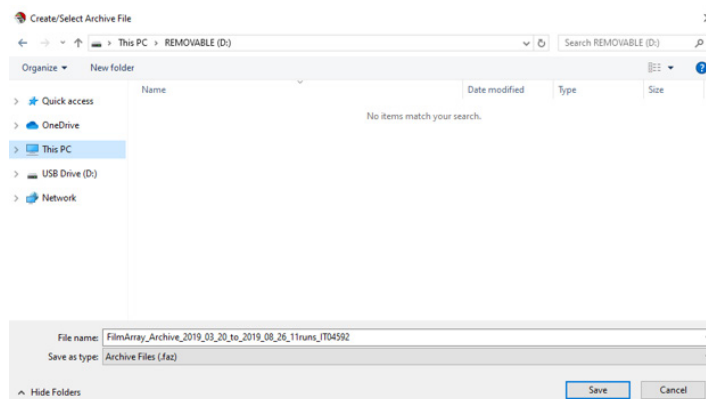 Create/Select Archive File
This PC > REMOVABLE (D:)
Search REMOVABLE (D:)
Organize
New folder
Name
Date modified
Type
Size
No items match your search.
Quick access
OneDrive
This PC
USB Drive (D:)
Network
File name: FilmArray_Archive_2019_03_20_to_2019_08_26_11runs_IT04592
Save as type: Archive Files (.faz)
Hide Folders
Save
Cancel